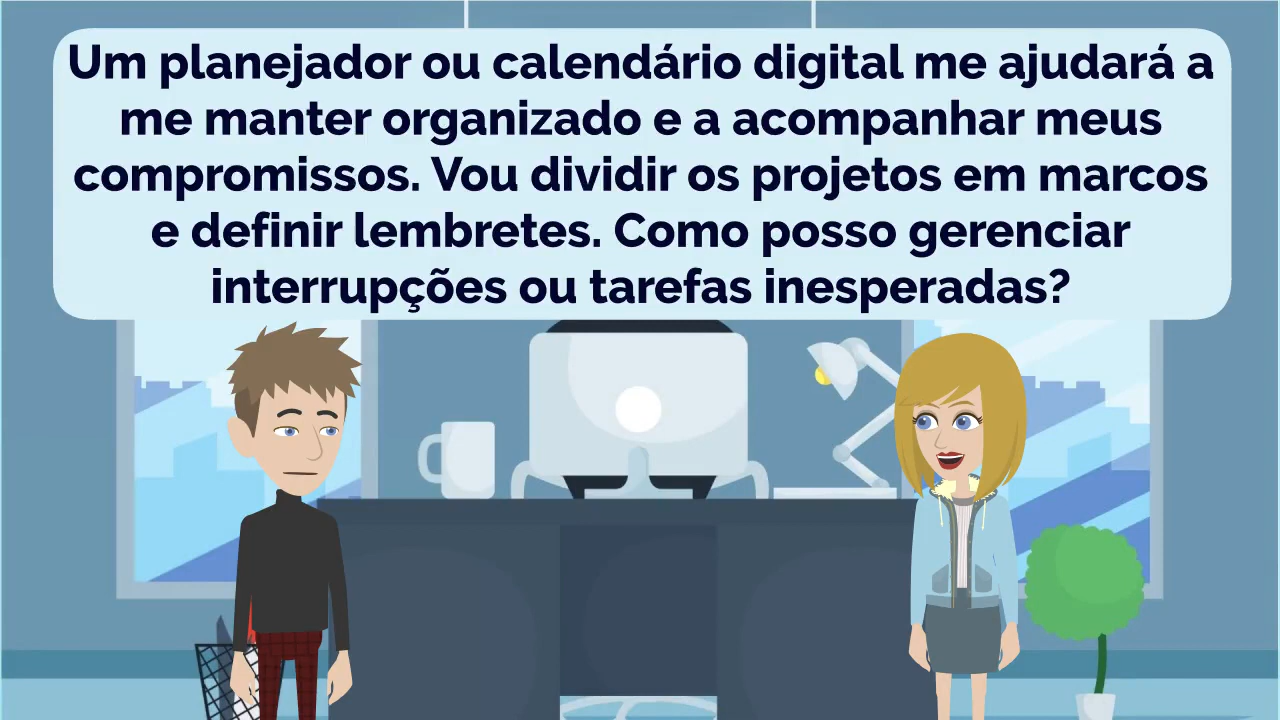 Um planejador ou calendário digital me ajudará a
me manter organizado e a acompanhar meus
compromissos. Vou dividir os projetos em marcos
e definir lembretes. Como posso gerenciar
interrupções ou tarefas inesperadas?